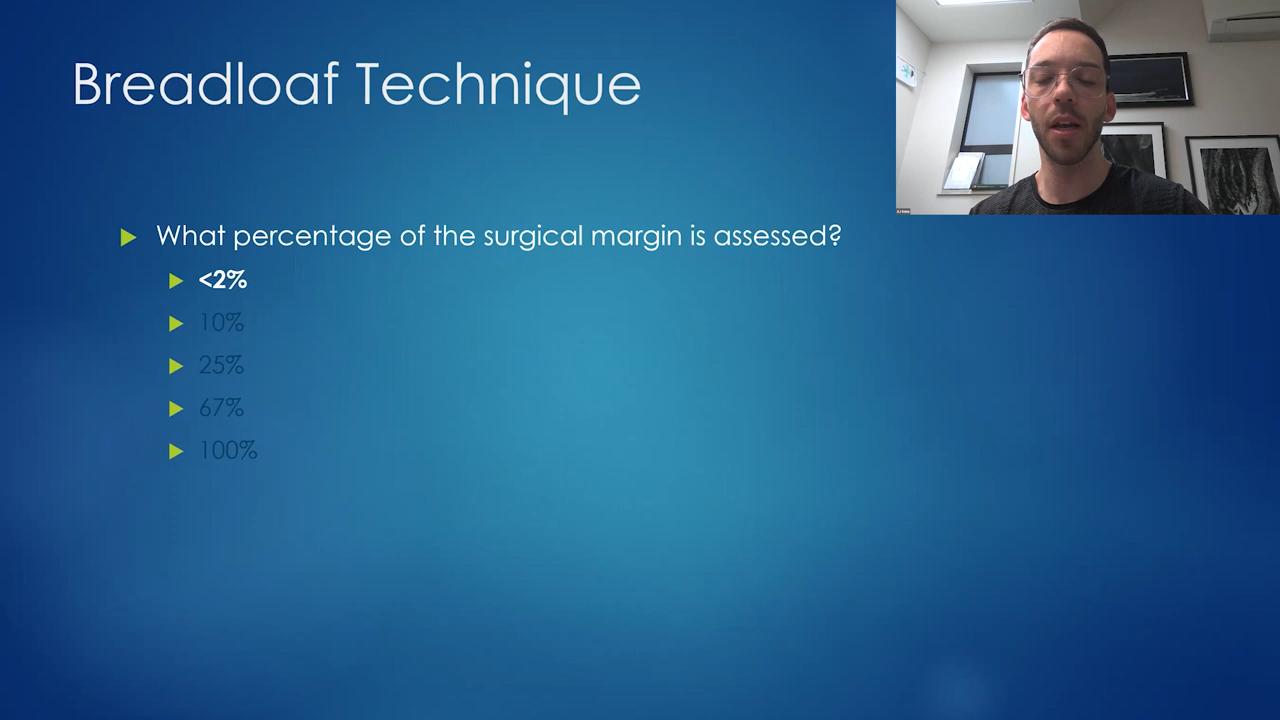 Breadloaf Technique
What percentage of the surgical margin is assessed?
<2%
10%
25%
67%
100%